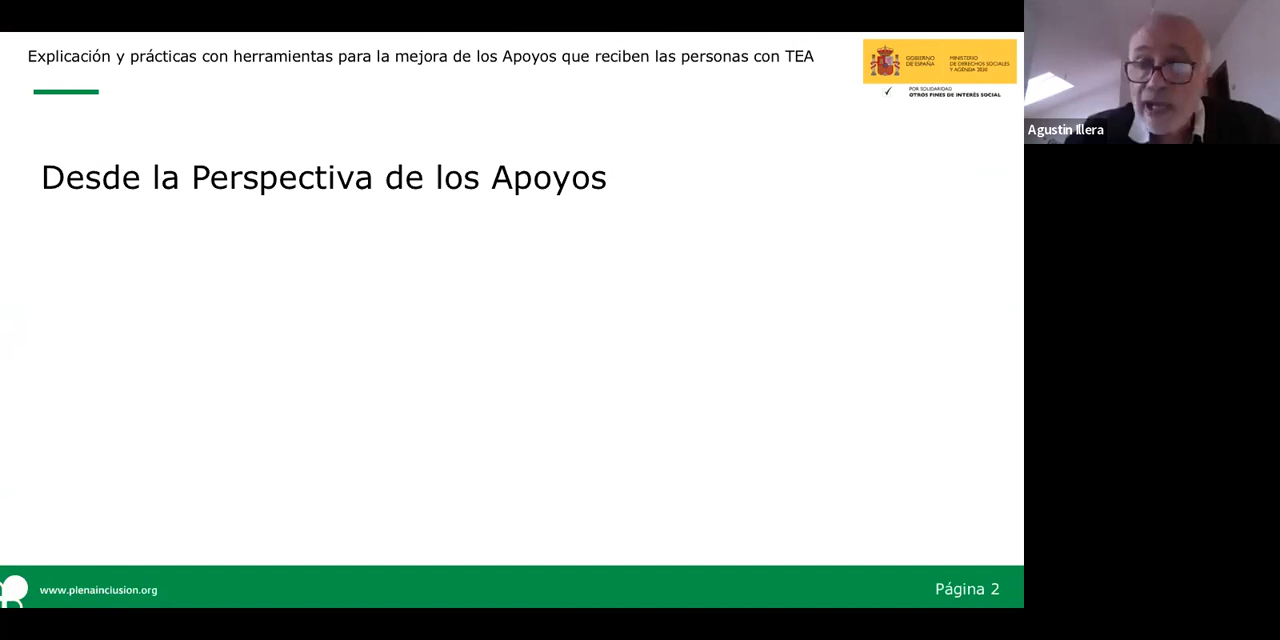 Explicación y prácticas con herramientas para la mejora de los Apoyos que reciben las personas con TEA
GOBIERNO
DE ESPAÑA
MINISTERIO
DE DERECHOS SOCIALES
Y AGENDA 2030
POR SOLIDARIDAD
OTROS FINES DE INTERÉS SOCIAL
Agustin Illera
Desde la Perspectiva de los Apoyos
www.plenainclusion.org
Página 2